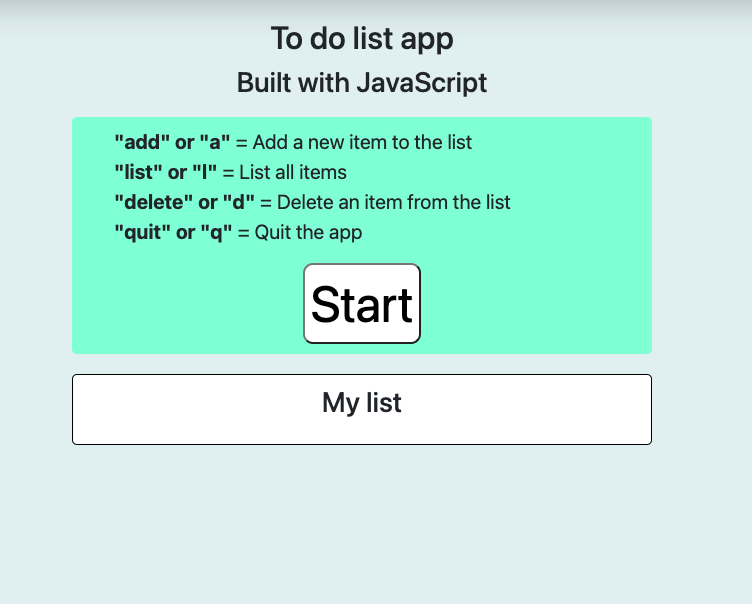 To do list app
Built with JavaScript
"add" or "a" = Add a new item to the list
"list" or "l" = List all items
"delete" or "d" = Delete an item from the list
"quit" or "q" = Quit the app
Start
My list